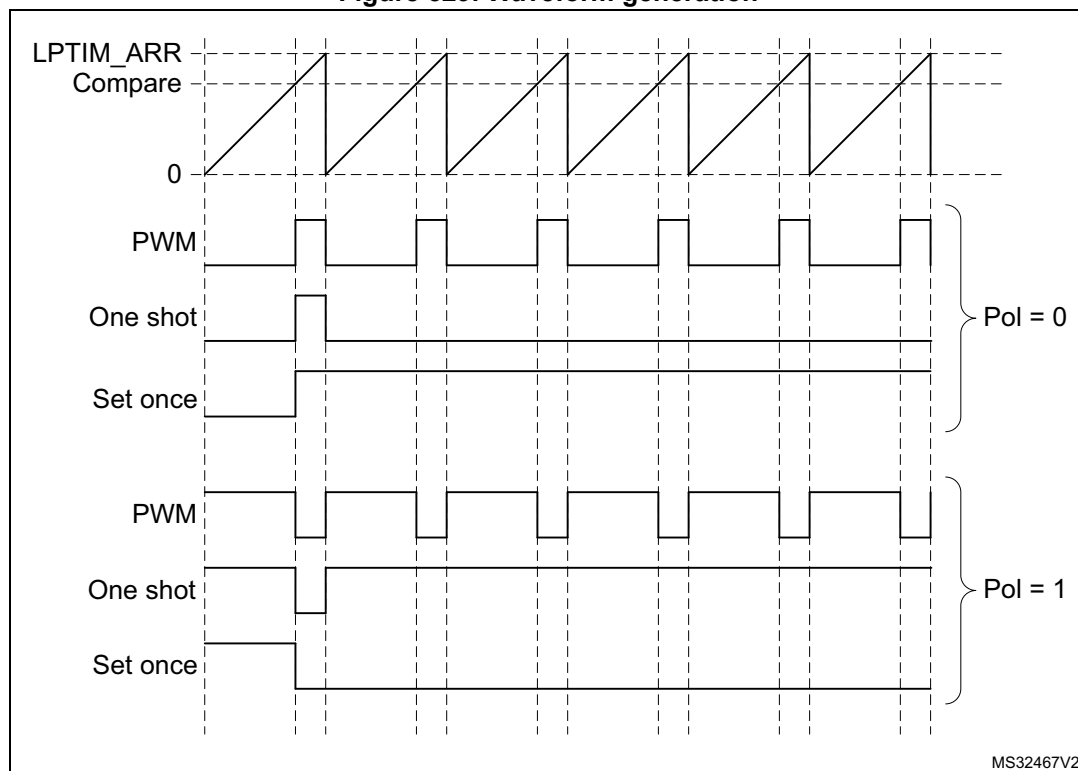 LPTIM_ARR
Compare
0
PWM
One shot
Pol = 0
Set once
PWM
One shot
Pol = 1
Set once
MS32467V2